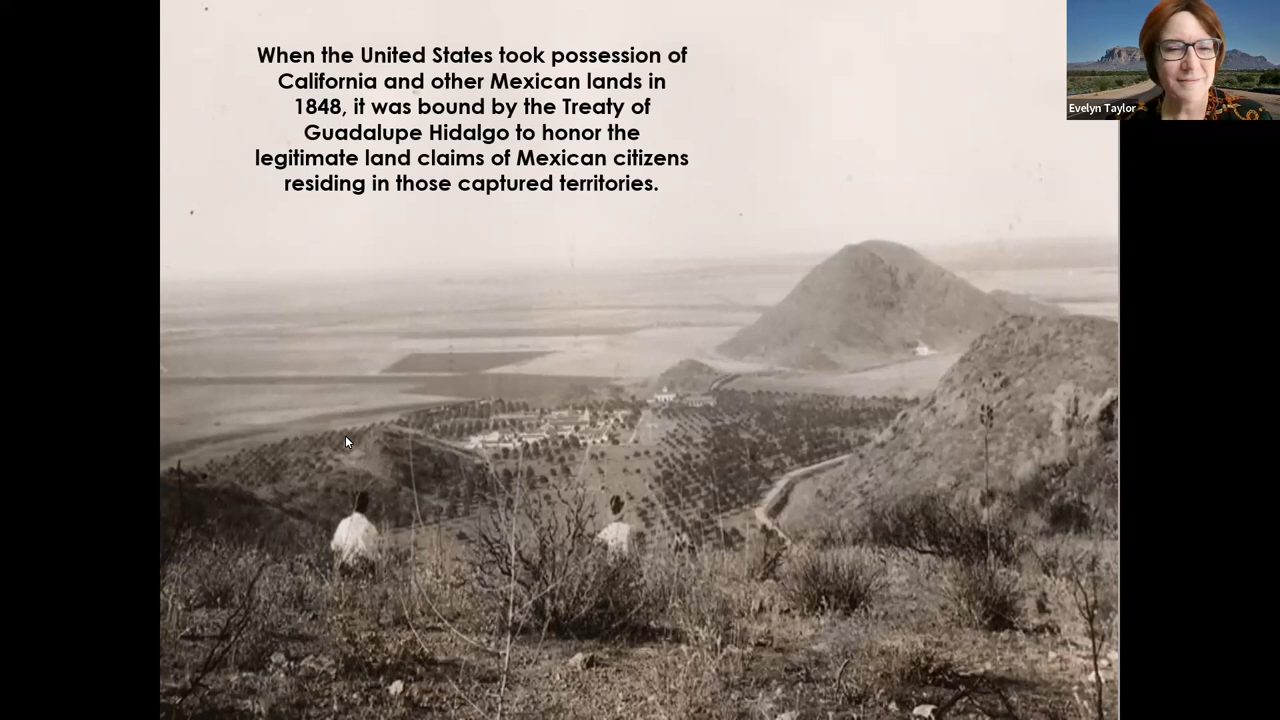 When the United States took possession of
California and other Mexican lands in
1848, it was bound by the Treaty of
Guadalupe Hidalgo to honor the
legitimate land claims of Mexican citizens
residing in those captured territories.
Evelyn Taylor